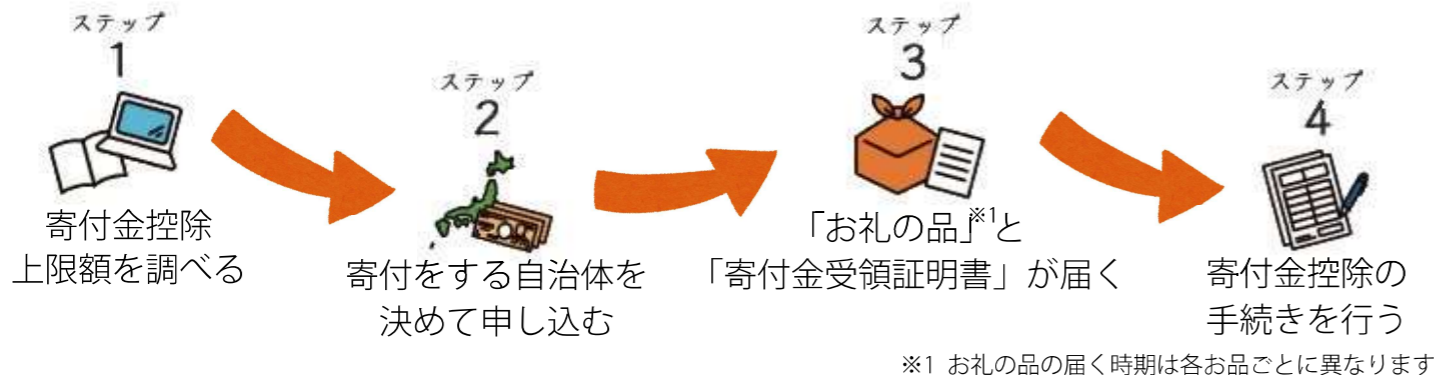 ステップ
1
寄付金控除
上限額を調べる
ステップ
2
寄付をする自治体を
決めて申し込む
ステップ
3
「お礼の品」※1と
「寄付金受領証明書」が届く
ステップ
4
寄付金控除の
手続きを行う
※1 お礼の品の届く時期は各お品ごとに異なります